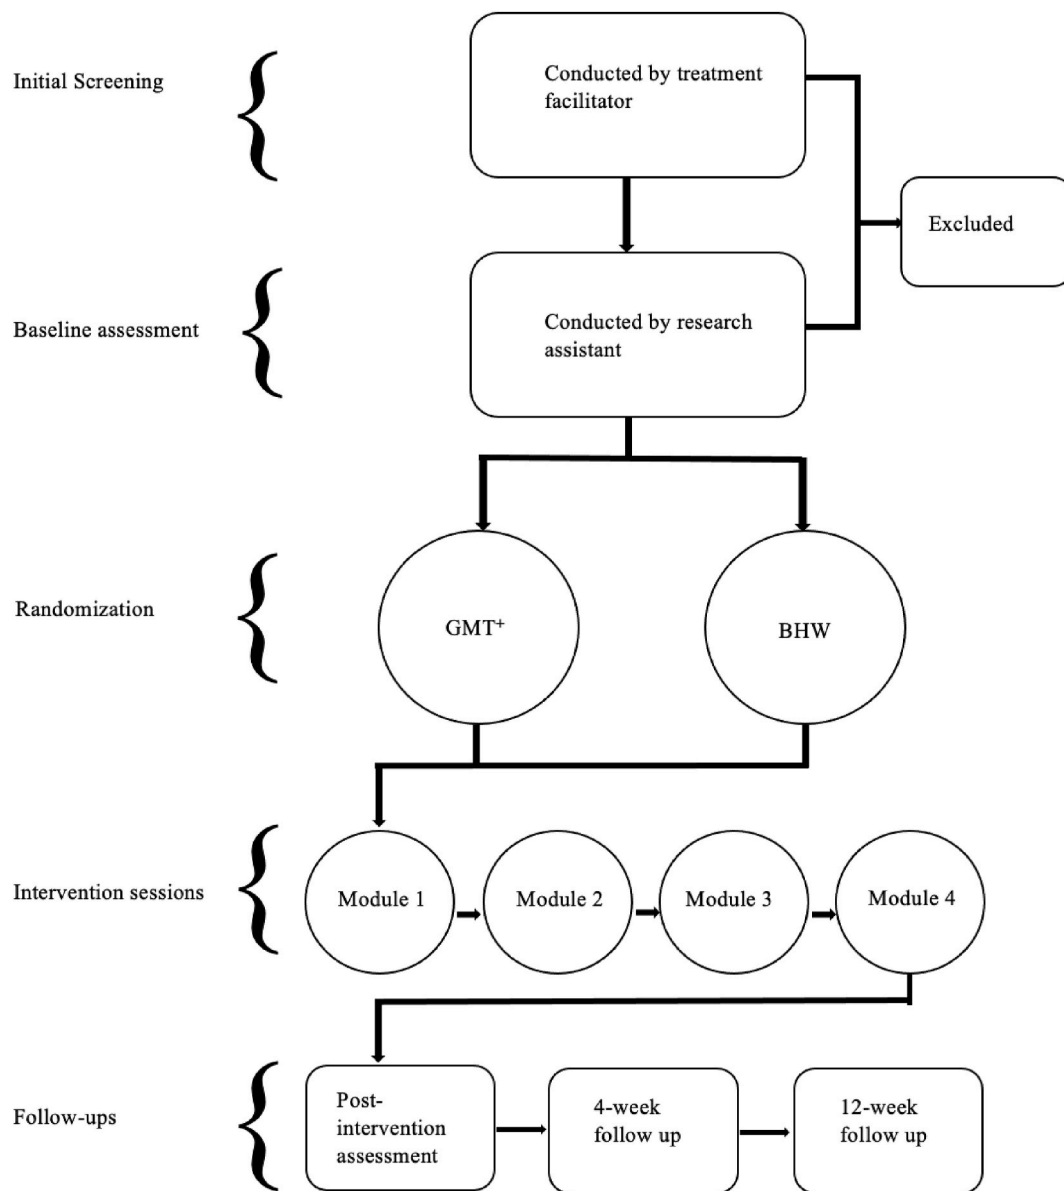 Initial Screening
Conducted by treatment
facilitator
Excluded
Baseline assessment
Conducted by research
assistant
Randomization
GMT⁺
BHW
Intervention sessions
Module 1
Module 2
Module 3
Module 4
Follow-ups
Post-
intervention
assessment
4-week
follow up
12-week
follow up